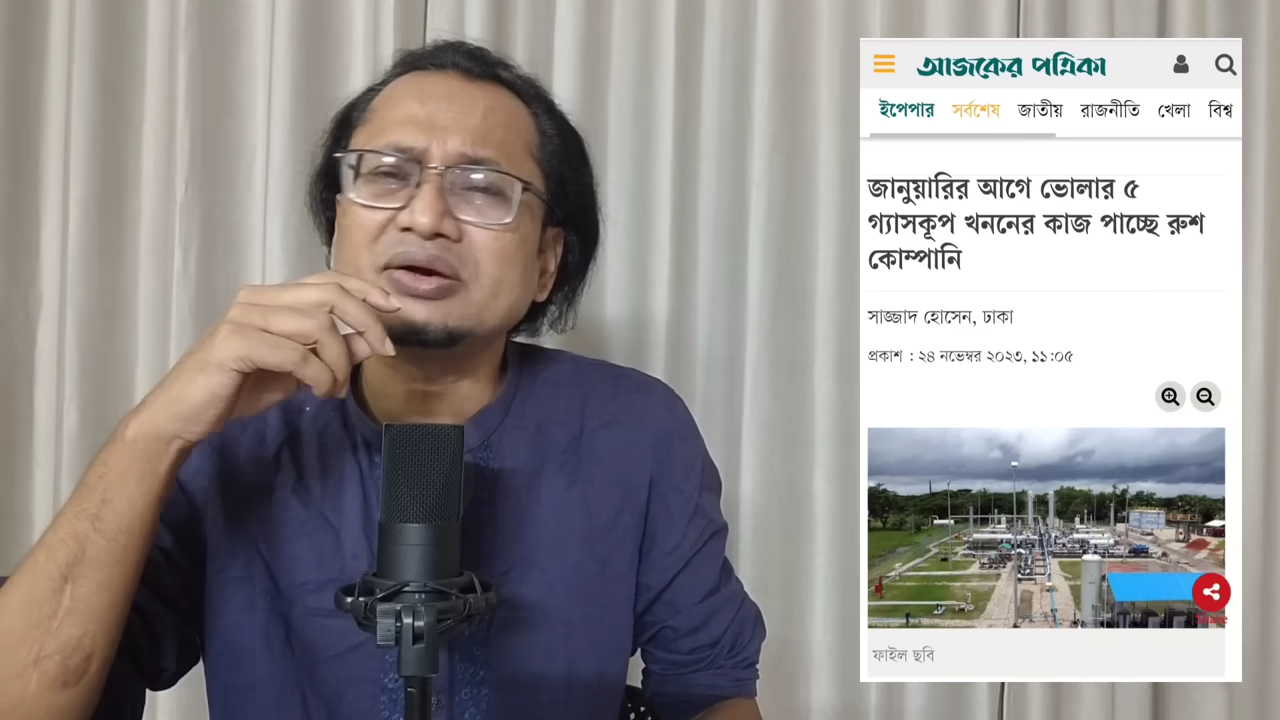 আজকের পত্রিকা
ইপেপার সর্বশেষ জাতীয় রাজনীতি খেলা বিশ্ব
জানুয়ারির আগে ভোলার ৫
গ্যাসকূপ খননের কাজ পাচ্ছে রুশ
কোম্পানি
সাজ্জাদ হোসেন, ঢাকা
প্রকাশ : ২৪ নভেম্বর ২০২৩, ১১:০৫
Share
ফাইল ছবি